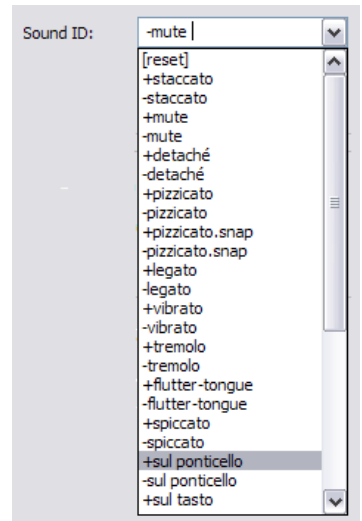 Sound ID: -mute
[reset]
+staccato
-staccato
+mute
-mute
+detaché
-detaché
+pizzicato
-pizzicato
+pizzicato.snap
-pizzicato.snap
+legato
-legato
+vibrato
-vibrato
+tremolo
-tremolo
+flutter-tongue
-flutter-tongue
+spiccato
-spiccato
+sul ponticello
-sul ponticello
+sul tasto